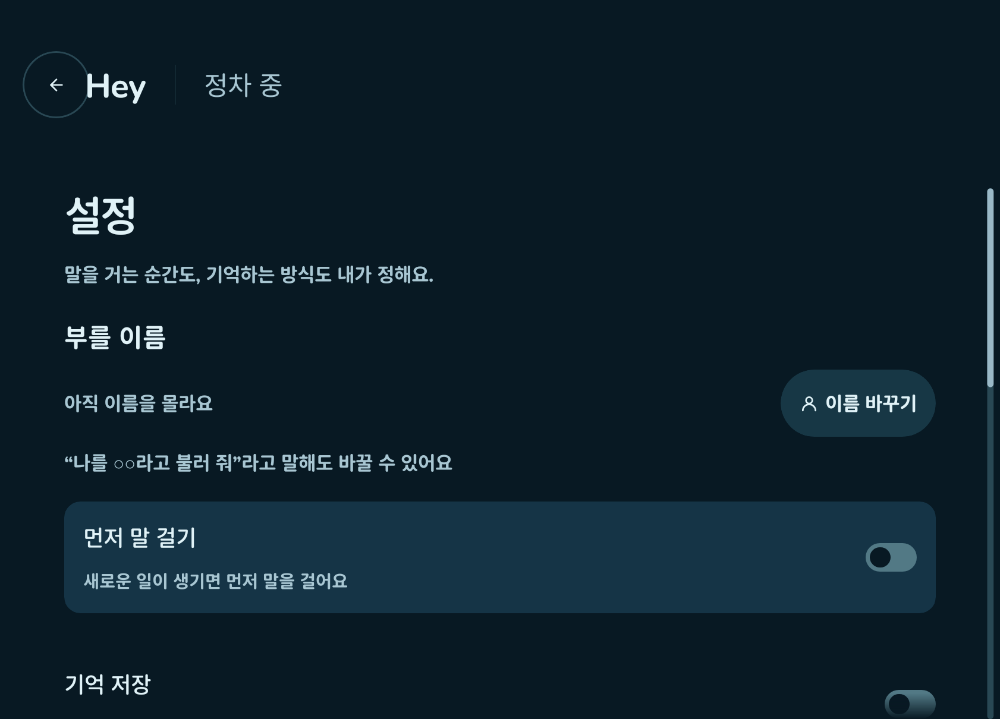 Hey
정차 중
설정
말을 거는 순간도, 기억하는 방식도 내가 정해요.
부를 이름
아직 이름을 몰라요
이름 바꾸기
“나를 ○○라고 불러 줘”라고 말해도 바꿀 수 있어요
먼저 말 걸기
새로운 일이 생기면 먼저 말을 걸어요
기억 저장